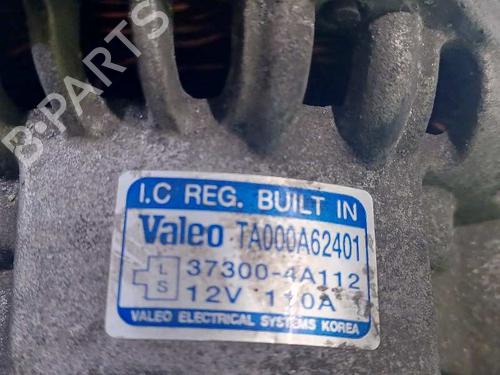 B-PARTS
I.C REG. BUILT IN
Valeo TA000A62401
L 37300-4A112
S 12V 110A
VALEO ELECTRICAL SYSTEMS KOREA